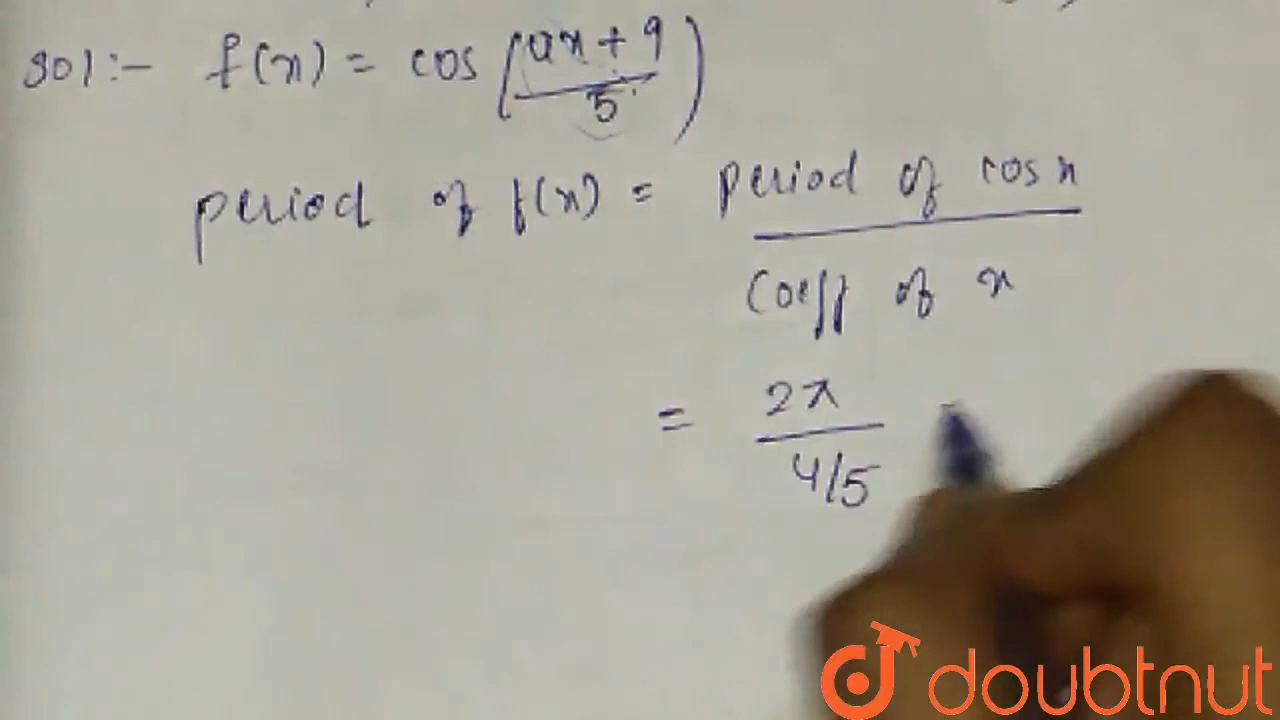 sol:- f(x) = cos (4x + 9 / 5)
period of f(x) = period of cos x / Coeff of x
= 2π / 4/5
doubtnut